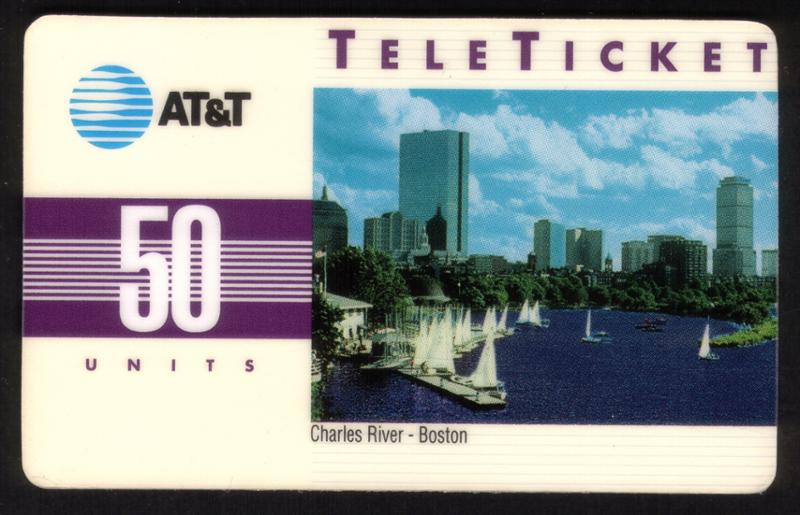 TELETICKET
AT&T
50
UNITS
Charles River - Boston